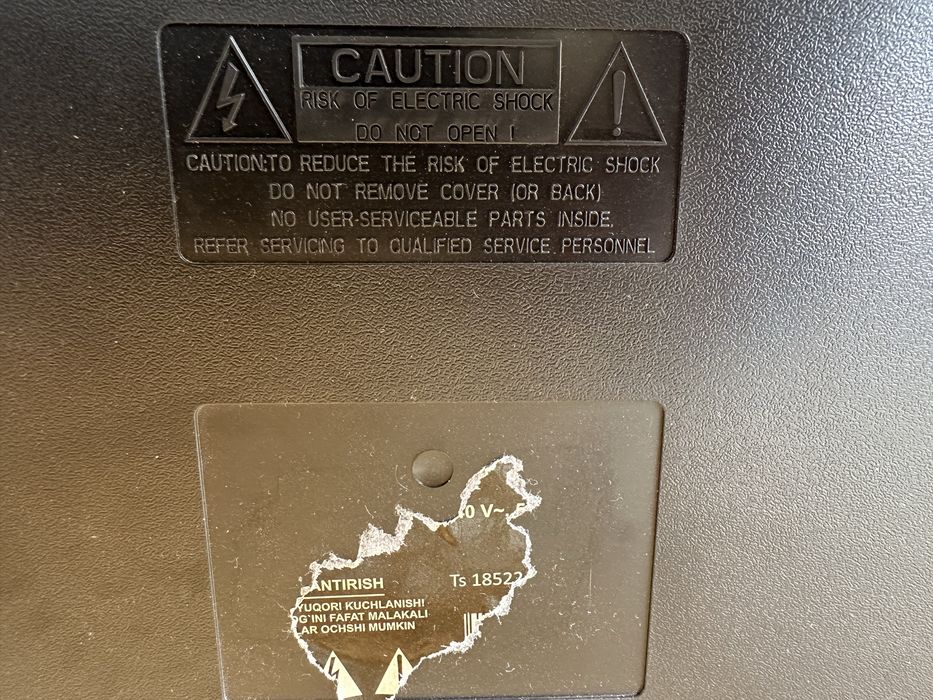 CAUTION
RISK OF ELECTRIC SHOCK
DO NOT OPEN !
CAUTION:TO REDUCE THE RISK OF ELECTRIC SHOCK
DO NOT REMOVE COVER (OR BACK)
NO USER-SERVICEABLE PARTS INSIDE.
REFER SERVICING TO QUALIFIED SERVICE PERSONNEL
0 V~,
ANTIRISH
Ts 18522
YUQORI KUCHLANISHI
G'INI FAFAT MALAKALI
LAR OCHSHI MUMKIN